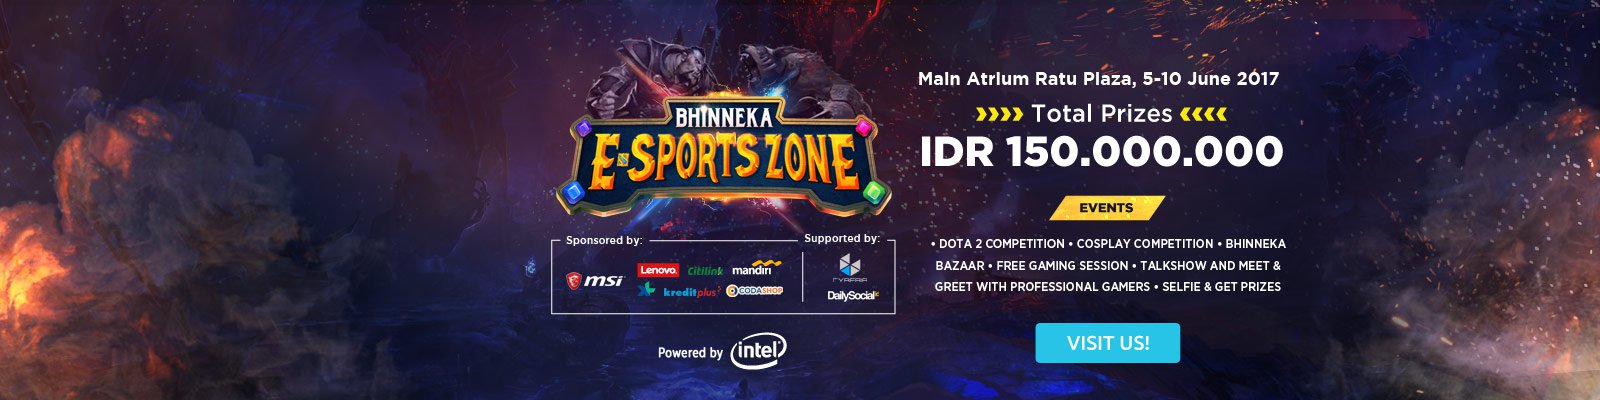 BHINNEKA
E-SPORTS ZONE
Sponsored by:
msi
Lenovo.
Citilink
mandiri
XL
kreditplus
CODASHOP
Supported by:
DailySocial
Powered by intel
Main Atrium Ratu Plaza, 5-10 June 2017
»»» Total Prizes «««
IDR 150.000.000
EVENTS
• DOTA 2 COMPETITION • COSPLAY COMPETITION • BHINNEKA
BAZAAR • FREE GAMING SESSION • TALKSHOW AND MEET &
GREET WITH PROFESSIONAL GAMERS • SELFIE & GET PRIZES
VISIT US!